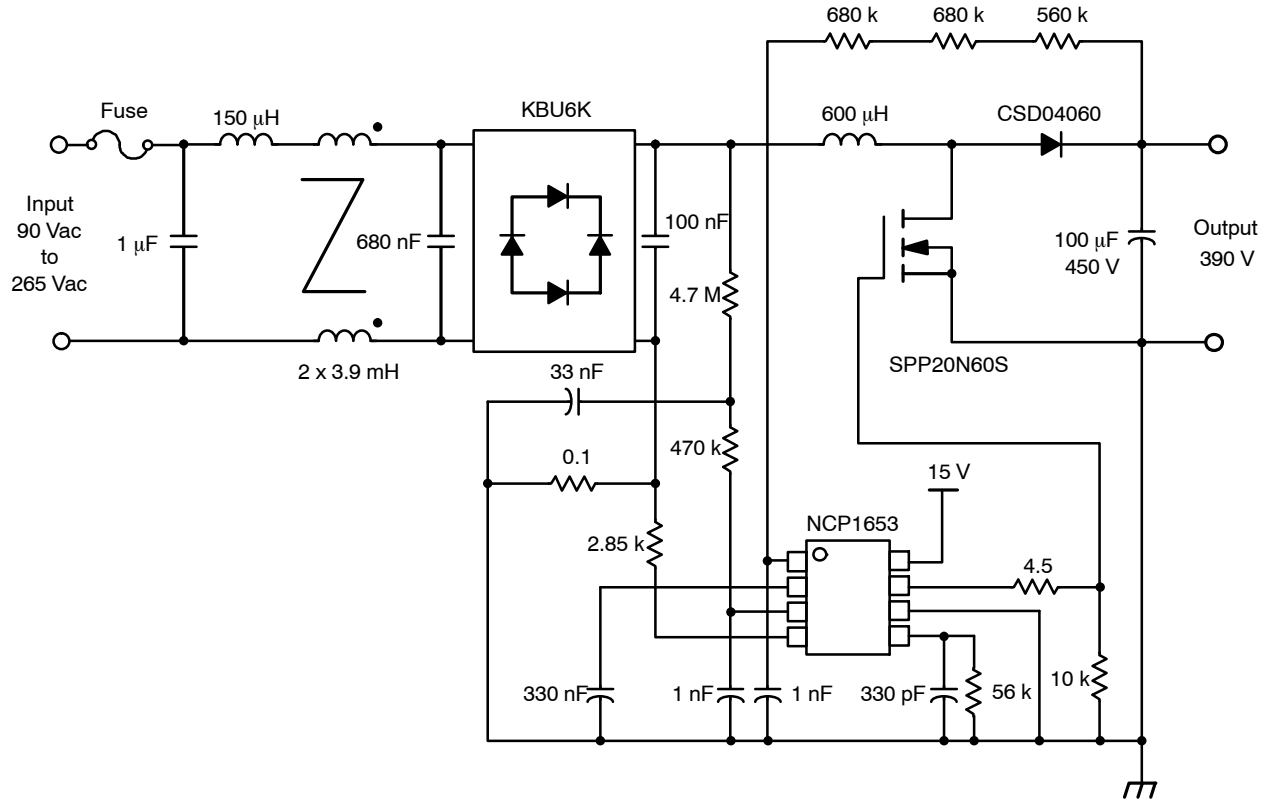 680 k
680 k
560 k
Fuse
150 μH
KBU6K
600 μH
CSD04060
Input
90 Vac
to
265 Vac
1 μF
680 nF
100 nF
4.7 M
100 μF
450 V
Output
390 V
2 x 3.9 mH
SPP20N60S
33 nF
470 k
0.1
15 V
NCP1653
2.85 k
4.5
330 nF
1 nF
1 nF
330 pF
56 k
10 k